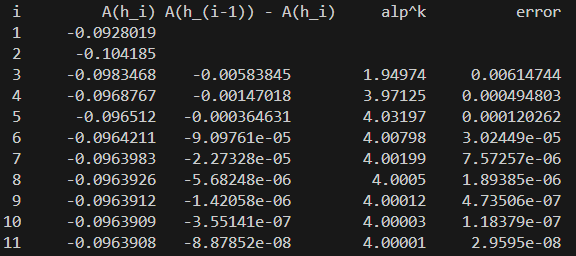 i A(h_i) A(h_(i-1)) - A(h_i) alp^k error
1 -0.0928019
2 -0.104185
3 -0.0983468 -0.00583845 1.94974 0.00614744
4 -0.0968767 -0.00147018 3.97125 0.000494803
5 -0.096512 -0.000364631 4.03197 0.000120262
6 -0.0964211 -9.09761e-05 4.00798 3.02449e-05
7 -0.0963983 -2.27328e-05 4.00199 7.57257e-06
8 -0.0963926 -5.68248e-06 4.0005 1.89385e-06
9 -0.0963912 -1.42058e-06 4.00012 4.73506e-07
10 -0.0963909 -3.55141e-07 4.00003 1.18379e-07
11 -0.0963908 -8.87852e-08 4.00001 2.9595e-08